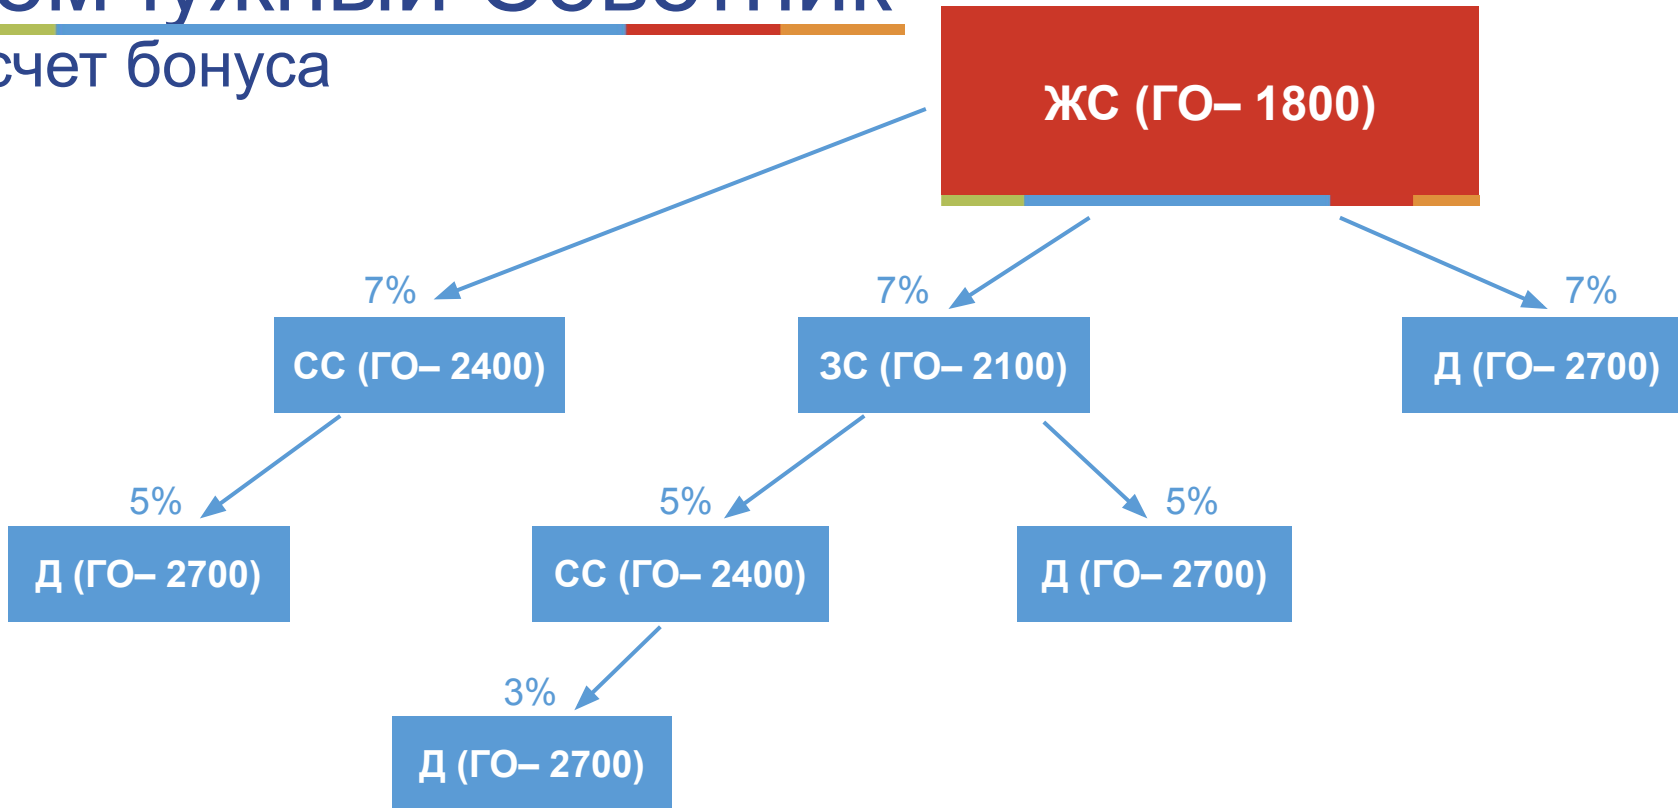 Советник
счет бонуса
ЖС (ГО– 1800)
7%
7%
7%
СС (ГО– 2400)
ЗС (ГО– 2100)
Д (ГО– 2700)
5%
5%
5%
Д (ГО– 2700)
СС (ГО– 2400)
Д (ГО– 2700)
3%
Д (ГО– 2700)